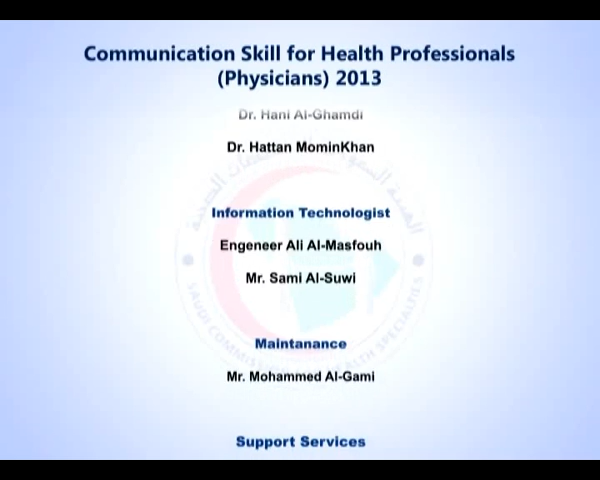 Communication Skill for Health Professionals
(Physicians) 2013
Dr. Hani Al-Ghamdi
Dr. Hattan MominKhan
Information Technologist
Engeneer Ali Al-Masfouh
Mr. Sami Al-Suwi
Maintanance
Mr. Mohammed Al-Gami
Support Services